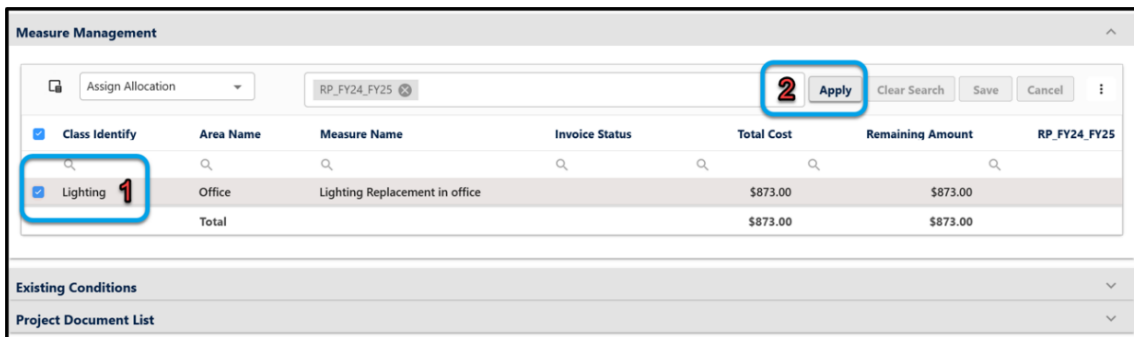 Measure Management
Assign Allocation RP_FY24_FY25 2 Apply Clear Search Save Cancel
Class Identify Area Name Measure Name Invoice Status Total Cost Remaining Amount RP_FY24_FY25
Lighting 1 Office Lighting Replacement in office $873.00 $873.00
Total $873.00 $873.00
Existing Conditions
Project Document List